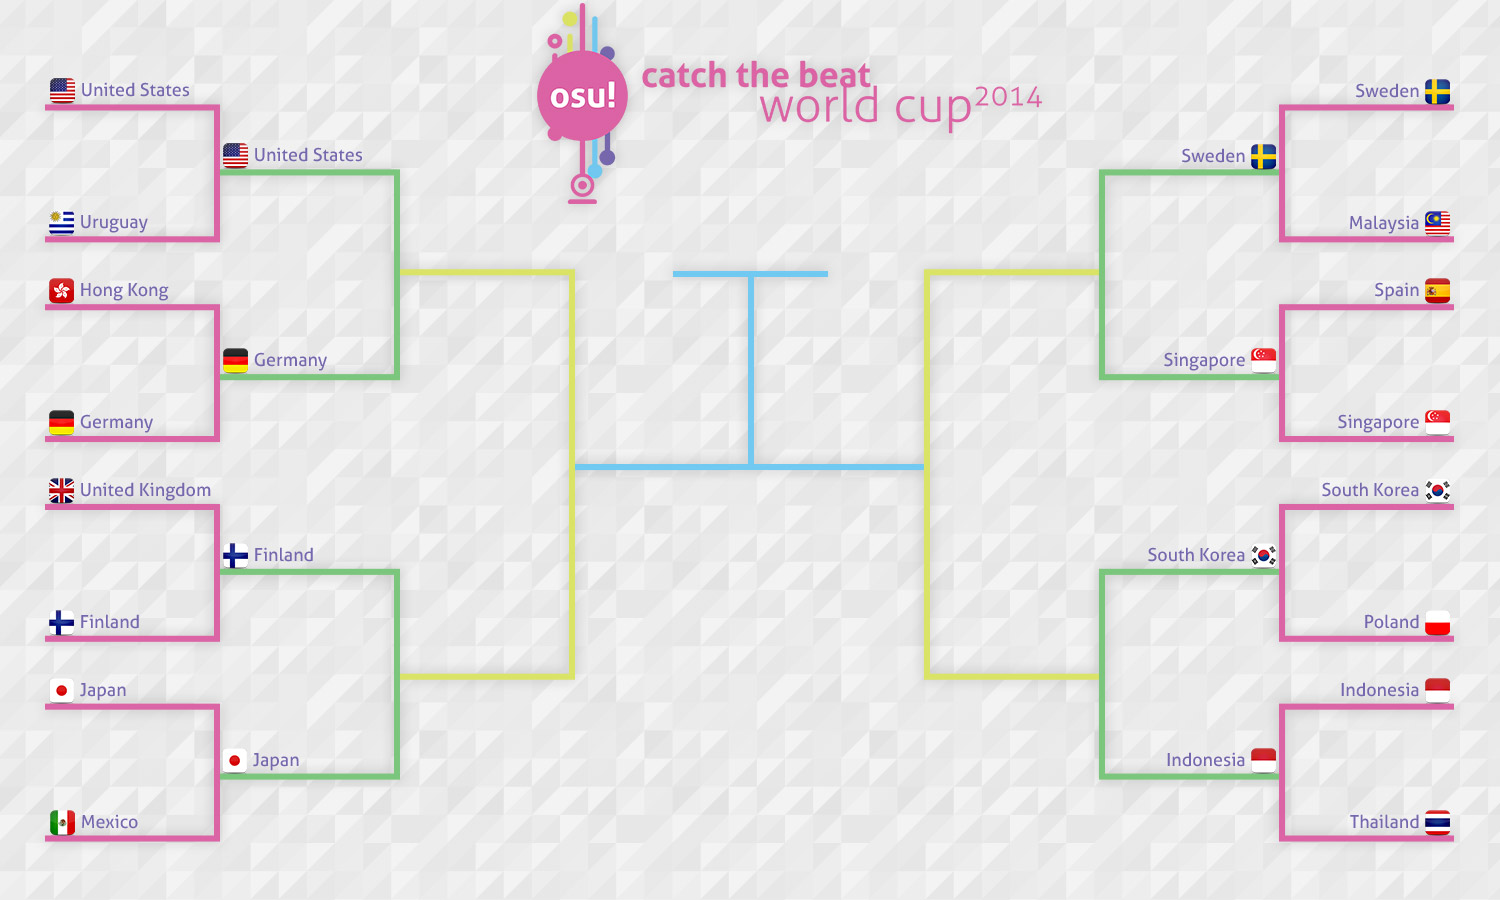 osu!
catch the beat
world cup 2014
United States
Uruguay
Hong Kong
Germany
United Kingdom
Finland
Japan
Mexico
United States
Germany
Finland
Japan
Sweden
Singapore
South Korea
Indonesia
Sweden
Malaysia
Spain
Singapore
South Korea
Poland
Indonesia
Thailand